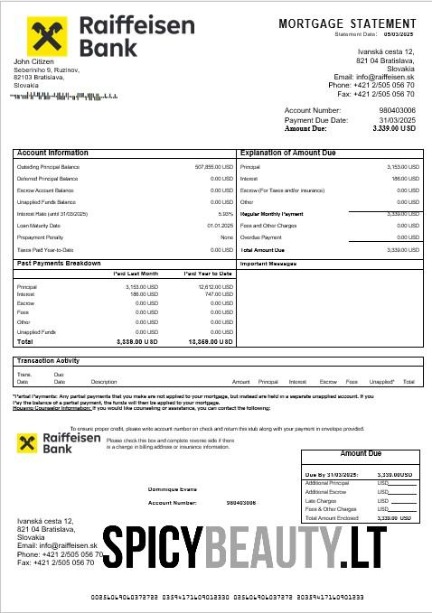 Raiffeisen
Bank
MORTGAGE STATEMENT
Statement Date: 05/03/2025
John Citizen
Seberíniho 9, Ružinov,
82103 Bratislava,
Slovakia
Ivanská cesta 12,
821 04 Bratislava,
Slovakia
Email: info@raiffeisen.sk
Phone: +421 2/505 056 70
Fax: +421 2/505 056 70
Account Number: 980403006
Payment Due Date: 31/03/2025
Amount Due: 3.339.00 USD
Account Information
Outstanding Principal Balance 507,855.00 USD
Deferred Principal Balance 0.00 USD
Escrow Account Balance 0.00 USD
Unapplied Funds Balance 0.00 USD
Interest Rate (until 31/03/2025) 5.93%
Loan Maturity Date 01.01.2025
Prepayment Penalty None
Taxes Paid Year-to-Date 0.00 USD
Explanation of Amount Due
Principal 3,153.00 USD
Interest 186.00 USD
Escrow (For Taxes and/or insurance) 0.00 USD
Other 0.00 USD
Regular Monthly Payment 3,339.00 USD
Fees and Other Charges 0.00 USD
Overdue Payment 0.00 USD
Total Amount Due 3,339.00 USD
Past Payments Breakdown
Paid Last Month Paid Year to Date
Principal 3,153.00 USD 12,612.00 USD
Interest 186.00 USD 747.00 USD
Escrow 0.00 USD 0.00 USD
Fees 0.00 USD 0.00 USD
Other 0.00 USD 0.00 USD
Unapplied Funds 0.00 USD 0.00 USD
Total 3,339.00 USD 13,359.00 USD
Important Messages
Transaction Activity
Trans. Due
Date Date Description Amount Principal Interest Escrow Fees Unapplied* Total
*Partial Payments: Any partial payments that you make are not applied to your mortgage, but instead are held in a separate unapplied account. If you
Pay the balance of a partial payment, the funds will then be applied to your mortgage.
Housing Counselor Information: If you would like counseling or assistance, you can contact the following:
To ensure proper credit, please write account number on check and return this stub along with your payment in envelope provided.
Raiffeisen
Bank
Please check this box and complete reverse side if there
is a change in billing address or insurance information.
Amount Due
Due By 31/03/2025: 3,339.00USD
Additional Principal USD
Additional Escrow USD
Late Charges USD
Fees & Other Charges USD
Total Amount Enclosed 3,339.00 USD
Dominique Evans
Account Number: 980403006
Ivanská cesta 12,
821 04 Bratislava,
Slovakia
Email: info@raiffeisen.sk
Phone: +421 2/505 056 70
Fax: +421 2/505 056 70
SPICYBEAUTY.LT